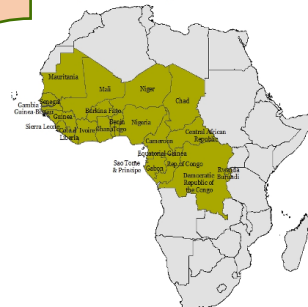 Mauritania
Mali
Niger
Chad
Senegal
Gambia
Guinea-Bissau
Guinea
Burkina Faso
Sierra Leone
Liberia
Ghana
Togo
Benin
Nigeria
Central African
Republic
Cameroon
Equatorial Guinea
Sao Tome
& Principo
Gabon
Rep. of Congo
Democratic
Republic of
the Congo
Rwanda
Burundi